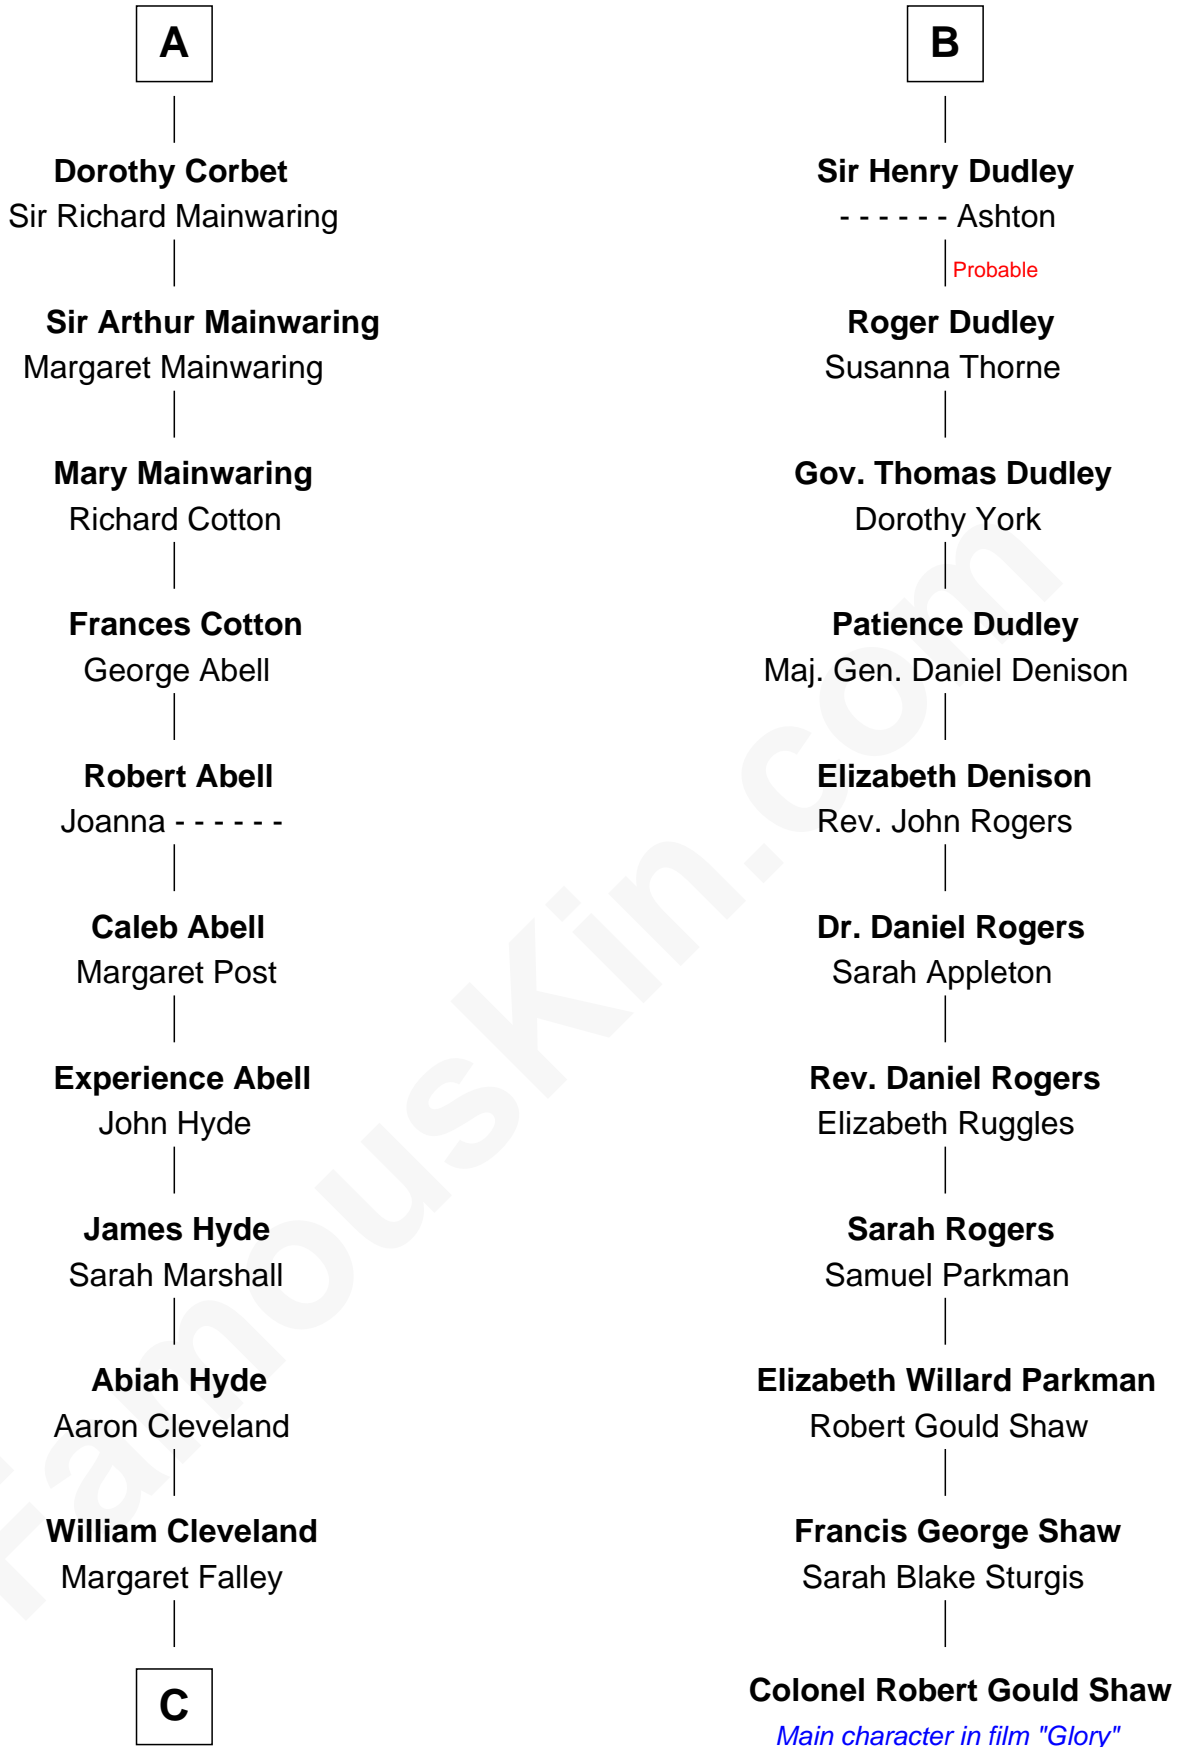 A
Dorothy Corbet
Sir Richard Mainwaring
Sir Arthur Mainwaring
Margaret Mainwaring
Mary Mainwaring
Richard Cotton
Frances Cotton
George Abell
Robert Abell
Joanna - - - - - -
Caleb Abell
Margaret Post
Experience Abell
John Hyde
James Hyde
Sarah Marshall
Abiah Hyde
Aaron Cleveland
William Cleveland
Margaret Falley
C
B
Sir Henry Dudley
- - - - - - Ashton
Probable
Roger Dudley
Susanna Thorne
Gov. Thomas Dudley
Dorothy York
Patience Dudley
Maj. Gen. Daniel Denison
Elizabeth Denison
Rev. John Rogers
Dr. Daniel Rogers
Sarah Appleton
Rev. Daniel Rogers
Elizabeth Ruggles
Sarah Rogers
Samuel Parkman
Elizabeth Willard Parkman
Robert Gould Shaw
Francis George Shaw
Sarah Blake Sturgis
Colonel Robert Gould Shaw
Main character in film "Glory"
FamousKin.com